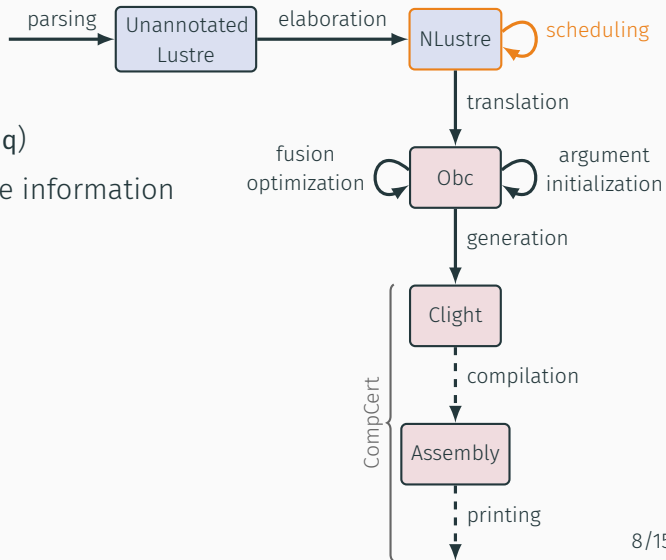 parsing
Unannotated
Lustre
elaboration
NLustre
scheduling
translation
q)
e information
fusion
optimization
Obc
argument
initialization
generation
Clight
CompCert
compilation
Assembly
printing
8/15